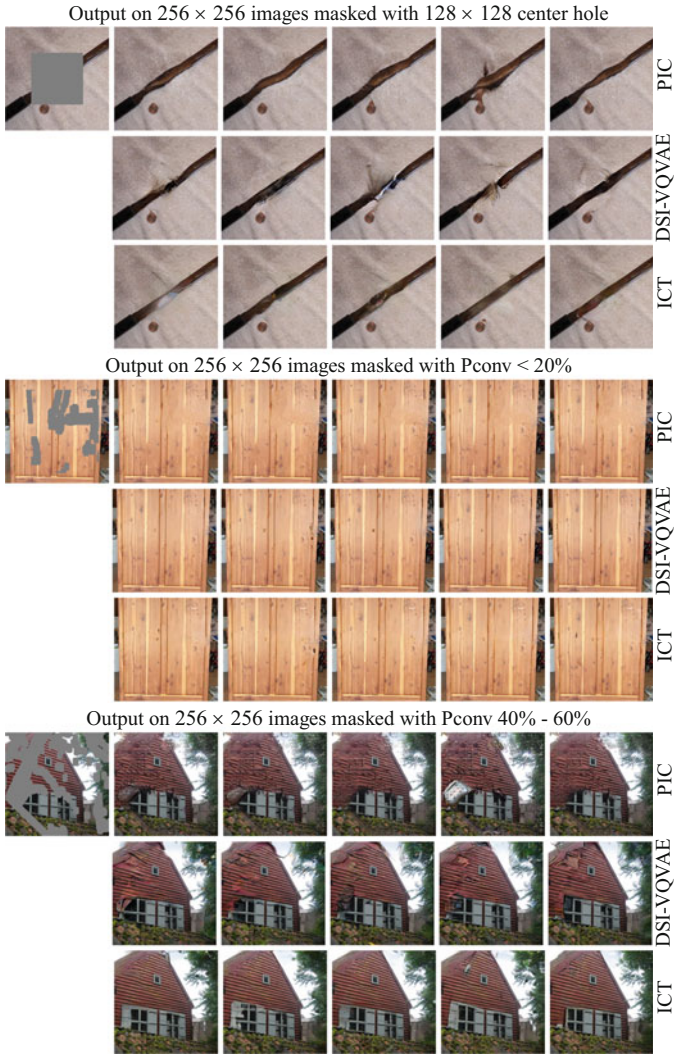 Output on 256 × 256 images masked with 128 × 128 center hole
PIC
DSI-VQVAE
ICT
Output on 256 × 256 images masked with Pconv < 20%
PIC
DSI-VQVAE
ICT
Output on 256 × 256 images masked with Pconv 40% - 60%
PIC
DSI-VQVAE
ICT